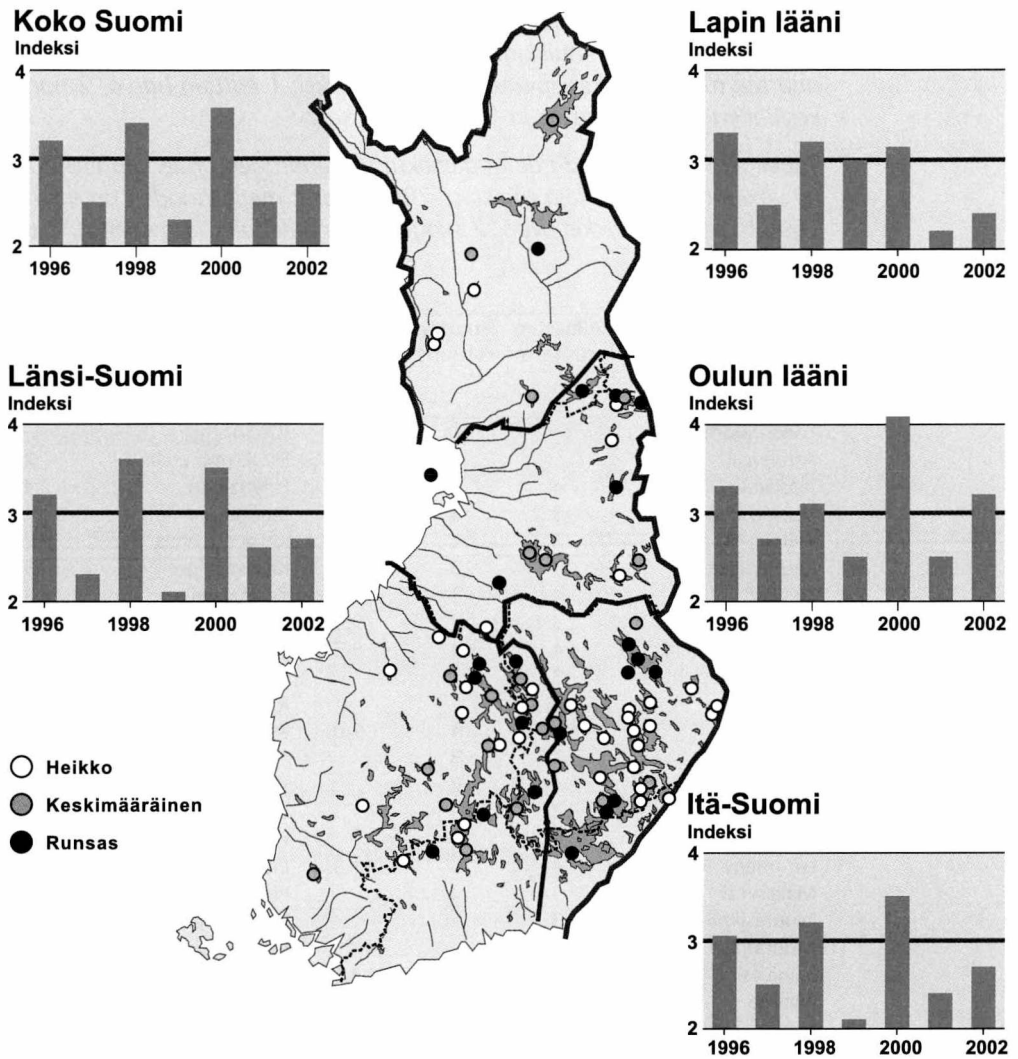 Koko Suomi
Indeksi
4
3
2
1996 1998 2000 2002
Lapin lääni
Indeksi
4
3
2
1996 1998 2000 2002
Länsi-Suomi
Indeksi
4
3
2
1996 1998 2000 2002
Oulun lääni
Indeksi
4
3
2
1996 1998 2000 2002
Heikko
Keskimääräinen
Runsas
Itä-Suomi
Indeksi
4
3
2
1996 1998 2000 2002